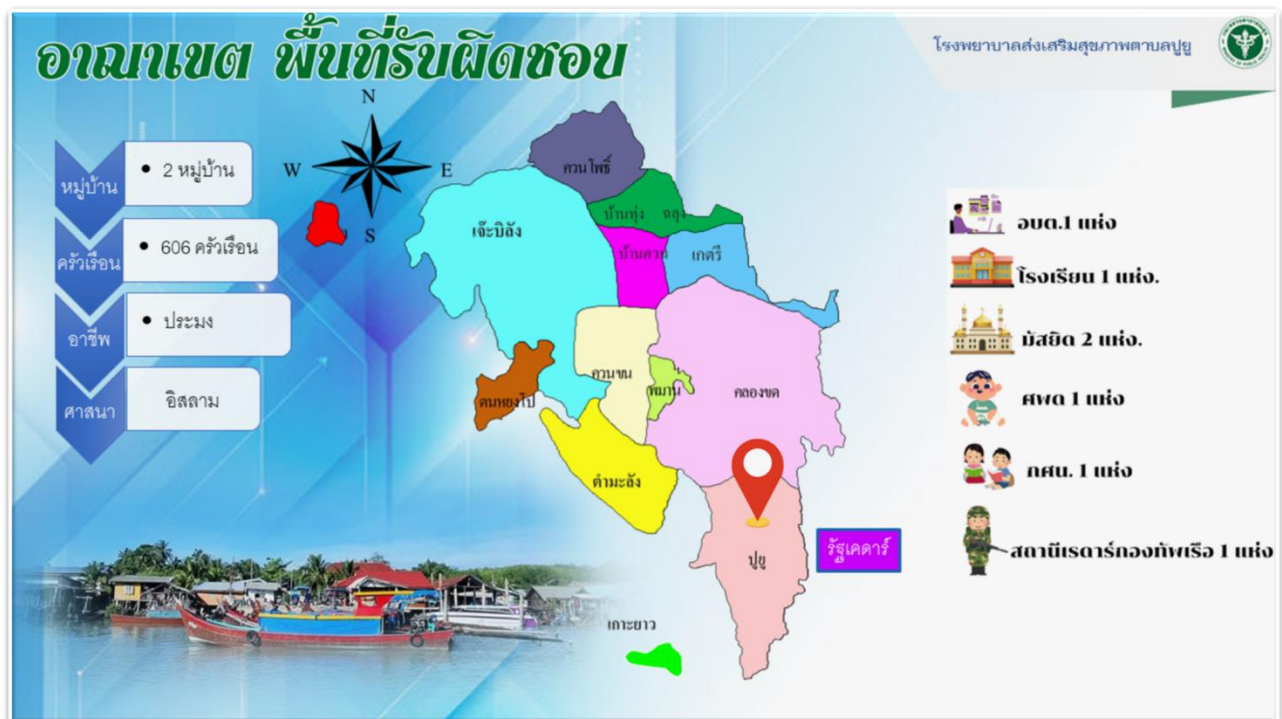 อาณาเขต พื้นที่รับผิดชอบ
โรงพยาบาลส่งเสริมสุขภาพตาบลปูยู
หมู่บ้าน
• 2 หมู่บ้าน
ครัวเรือน
• 606 ครัวเรือน
อาชีพ
• ประมง
ศาสนา
อิสลาม
N
W
E
S
ควนโพธิ์
บ้านทุ่ง
ฉลุง
เจ๊ะบิลัง
บ้านควน
เกตรี
ควนขน
พิมาน
คลองขุด
ตนหยงโป
ตำมะลัง
ปูยู
รัฐเคดาร์
เกาะยาว
อบต.1 แห่ง
โรงเรียน 1 แห่ง.
มัสยิด 2 แห่ง.
ศพด 1 แห่ง
กศน. 1 แห่ง
สถานีเรดาร์กองทัพเรือ 1 แห่ง